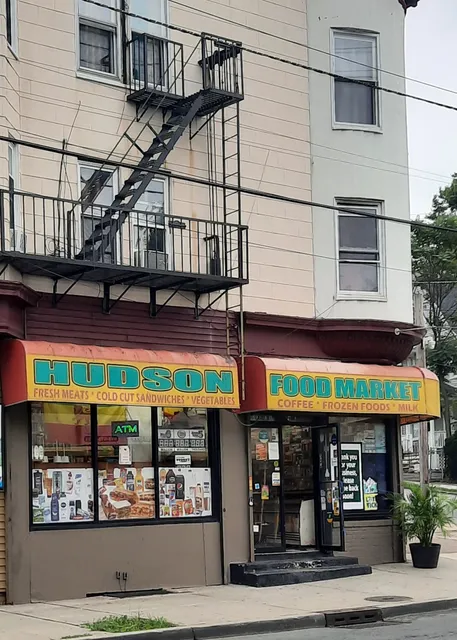 HUDSON
FRESH MEATS * COLD CUT SANDWICHES * VEGETABLES
FOOD MARKET
COFFEE * FROZEN FOODS * MILK
ATM